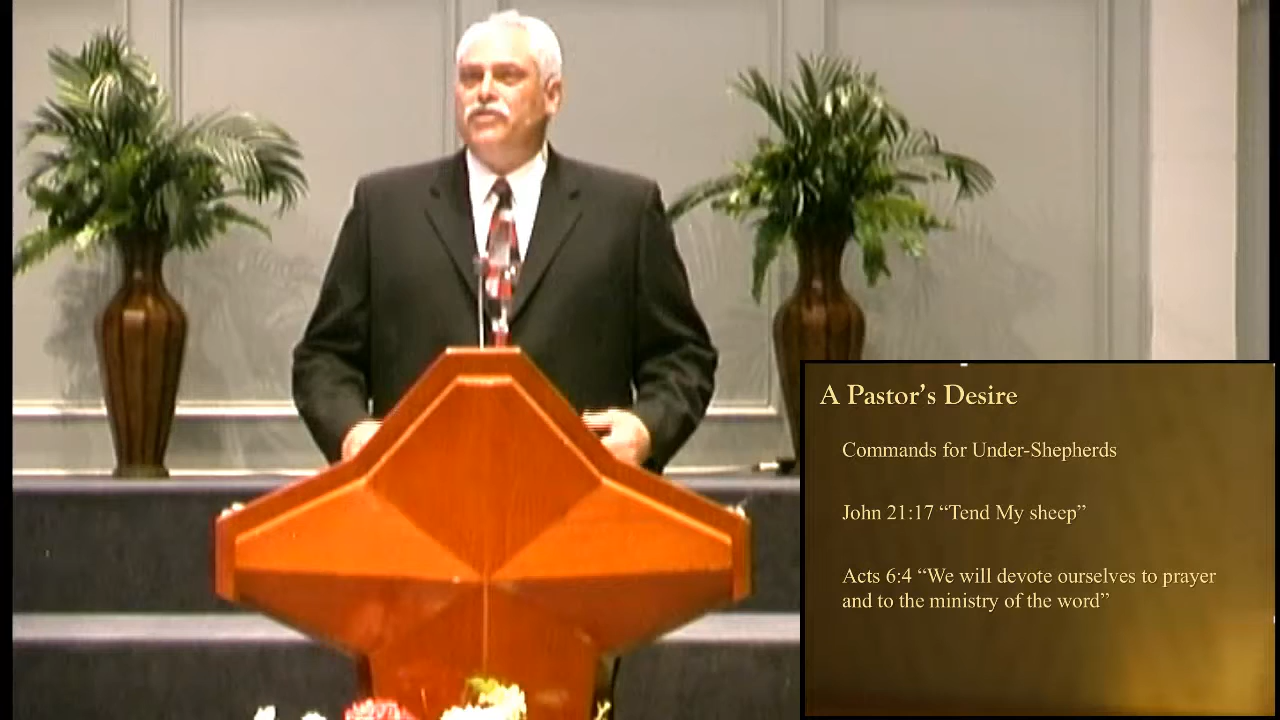 A Pastor’s Desire
Commands for Under-Shepherds
John 21:17 “Tend My sheep”
Acts 6:4 “We will devote ourselves to prayer
and to the ministry of the word”